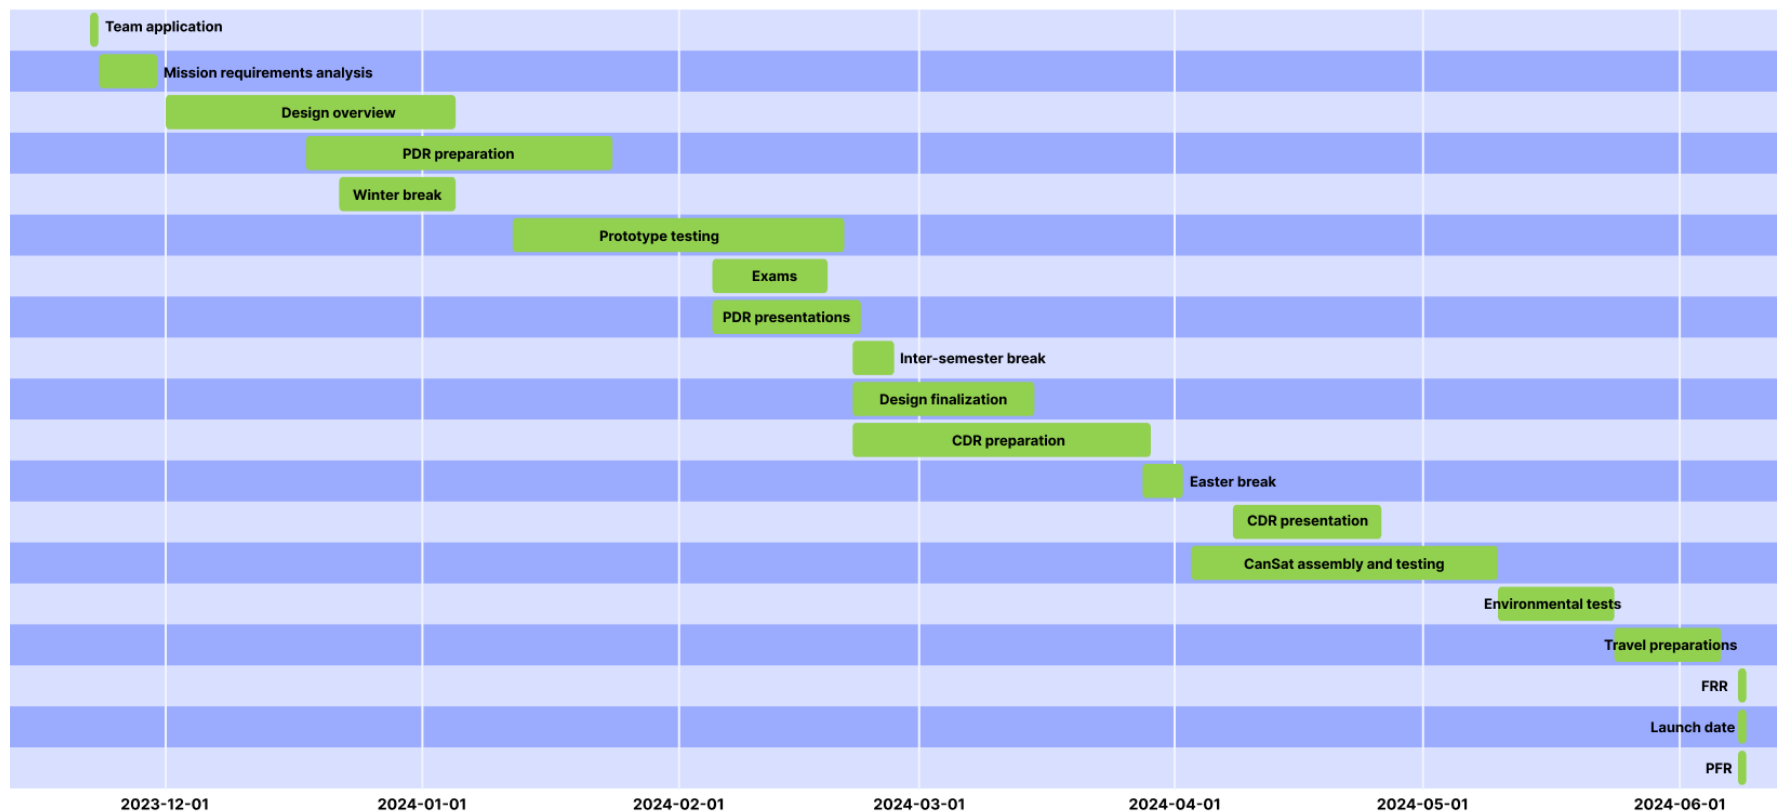 Team application
Mission requirements analysis
Design overview
PDR preparation
Winter break
Prototype testing
Exams
PDR presentations
Inter-semester break
Design finalization
CDR preparation
Easter break
CDR presentation
CanSat assembly and testing
Environmental tests
Travel preparations
FRR
Launch date
PFR
2023-12-01 2024-01-01 2024-02-01 2024-03-01 2024-04-01 2024-05-01 2024-06-01